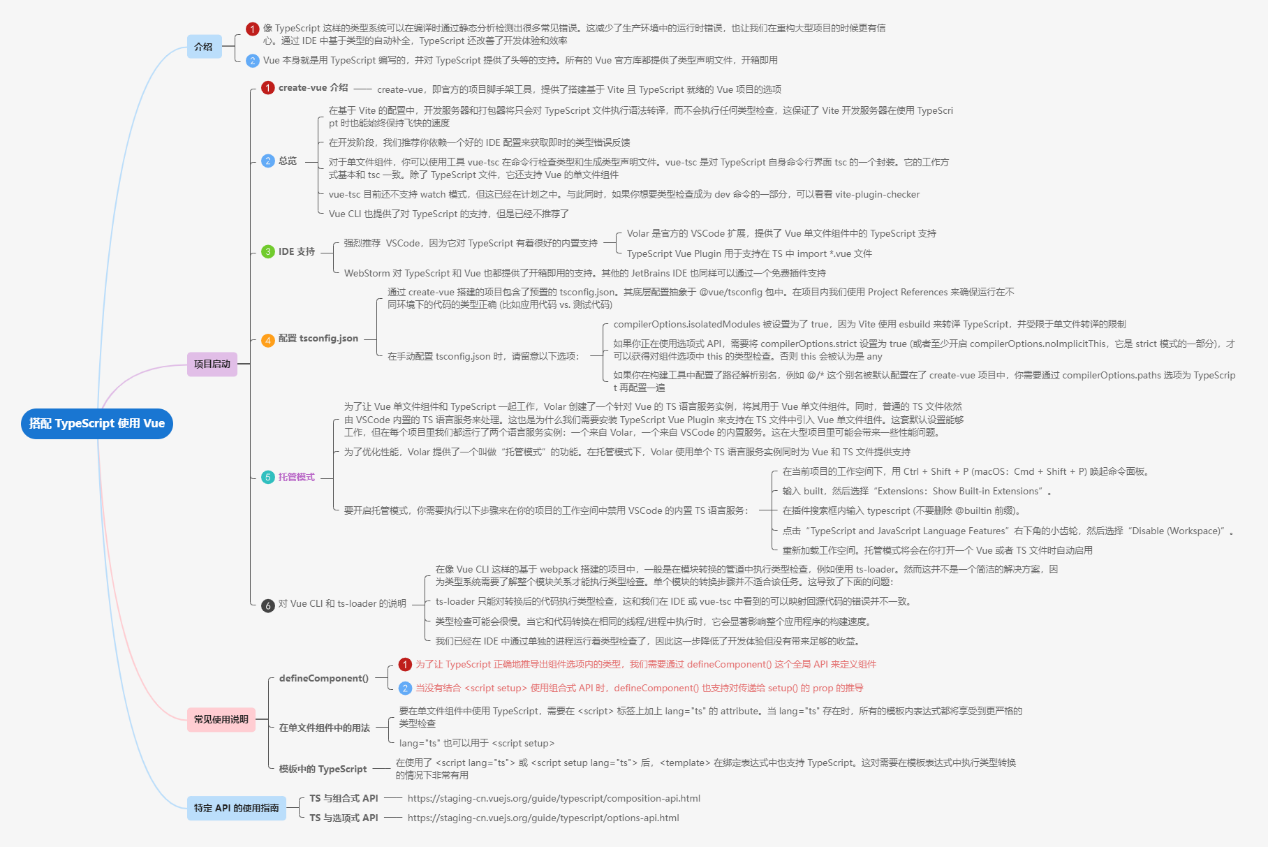 搭配 TypeScript 使用 Vue
介绍
1 像 TypeScript 这样的类型系统可以在编译时通过静态分析检测出很多常见错误。这减少了生产环境中的运行时错误，也让我们在重构大型项目的时候更有信
心。通过 IDE 中基于类型的自动补全，TypeScript 还改善了开发体验和效率
2 Vue 本身就是用 TypeScript 编写的，并对 TypeScript 提供了头等的支持。所有的 Vue 官方库都提供了类型声明文件，开箱即用
项目启动
1 create-vue 介绍
create-vue，即官方的项目脚手架工具，提供了搭建基于 Vite 且 TypeScript 就绪的 Vue 项目的选项
2 总览
在基于 Vite 的配置中，开发服务器和打包器将只会对 TypeScript 文件执行语法转译，而不会执行任何类型检查，这保证了 Vite 开发服务器在使用 TypeScri
pt 时也能始终保持飞快的速度
在开发阶段，我们推荐你依赖一个好的 IDE 配置来获取即时的类型错误反馈
对于单文件组件，你可以使用工具 vue-tsc 在命令行检查类型和生成类型声明文件。vue-tsc 是对 TypeScript 自身命令行界面 tsc 的一个封装。它的工作方
式基本和 tsc 一致。除了 TypeScript 文件，它还支持 Vue 的单文件组件
vue-tsc 目前还不支持 watch 模式，但这已经在计划之中。与此同时，如果你想要类型检查成为 dev 命令的一部分，可以看看 vite-plugin-checker
Vue CLI 也提供了对 TypeScript 的支持，但是已经不推荐了
3 IDE 支持
强烈推荐 VSCode，因为它对 TypeScript 有着很好的内置支持
Volar 是官方的 VSCode 扩展，提供了 Vue 单文件组件中的 TypeScript 支持
TypeScript Vue Plugin 用于支持在 TS 中 import *.vue 文件
WebStorm 对 TypeScript 和 Vue 也都提供了开箱即用的支持。其他的 JetBrains IDE 也同样可以通过一个免费插件支持
4 配置 tsconfig.json
通过 create-vue 搭建的项目包含了预置的 tsconfig.json。其底层配置抽象于 @vue/tsconfig 包中。在项目内我们使用 Project References 来确保运行在不
同环境下的代码的类型正确 (比如应用代码 vs. 测试代码)
在手动配置 tsconfig.json 时，请留意以下选项：
compilerOptions.isolatedModules 被设置为了 true，因为 Vite 使用 esbuild 来转译 TypeScript，并受限于单文件转译的限制
如果你正在使用选项式 API，需要将 compilerOptions.strict 设置为 true (或者至少开启 compilerOptions.noImplicitThis，它是 strict 模式的一部分)，才
可以获得对组件选项中 this 的类型检查。否则 this 会被认为是 any
如果你在构建工具中配置了路径解析别名，例如 @/* 这个别名被默认配置在了 create-vue 项目中，你需要通过 compilerOptions.paths 选项为 TypeScrip
t 再配置一遍
5 托管模式
为了让 Vue 单文件组件和 TypeScript 一起工作，Volar 创建了一个针对 Vue 的 TS 语言服务实例，将其用于 Vue 单文件组件。同时，普通的 TS 文件依然
由 VSCode 内置的 TS 语言服务来处理。这也是为什么我们需要安装 TypeScript Vue Plugin 来支持在 TS 文件中引入 Vue 单文件组件。这套默认设置能够
工作，但在每个项目里我们都运行了两个语言服务实例：一个来自 Volar，一个来自 VSCode 的内置服务。这在大型项目里可能会带来一些性能问题。
为了优化性能，Volar 提供了一个叫做“托管模式”的功能。在托管模式下，Volar 使用单个 TS 语言服务实例同时为 Vue 和 TS 文件提供支持
要开启托管模式，你需要执行以下步骤来在你的项目的工作空间中禁用 VSCode 的内置 TS 语言服务：
在当前项目的工作空间下，用 Ctrl + Shift + P (macOS：Cmd + Shift + P) 唤起命令面板。
输入 built，然后选择“Extensions：Show Built-in Extensions”。
在插件搜索框内输入 typescript (不要删除 @builtin 前缀)。
点击“TypeScript and JavaScript Language Features”右下角的小齿轮，然后选择“Disable (Workspace)”。
重新加载工作空间。托管模式将会在你打开一个 Vue 或者 TS 文件时自动启用
6 对 Vue CLI 和 ts-loader 的说明
在像 Vue CLI 这样的基于 webpack 搭建的项目中，一般是在模块转换的管道中执行类型检查，例如使用 ts-loader。然而这并不是一个简洁的解决方案，因
为类型系统需要了解整个模块关系才能执行类型检查。单个模块的转换步骤并不适合该任务。这导致了下面的问题：
ts-loader 只能对转换后的代码执行类型检查，这和我们在 IDE 或 vue-tsc 中看到的可以映射回源代码的错误并不一致。
类型检查可能会很慢。当它和代码转换在相同的线程/进程中执行时，它会显著影响整个应用程序的构建速度。
我们已经在 IDE 中通过单独的进程运行着类型检查了，因此这一步降低了开发体验但没有带来足够的收益。
常见使用说明
defineComponent()
1 为了让 TypeScript 正确地推导出组件选项内的类型，我们需要通过 defineComponent() 这个全局 API 来定义组件
2 当没有结合 <script setup> 使用组合式 API 时，defineComponent() 也支持对传递给 setup() 的 prop 的推导
在单文件组件中的用法
要在单文件组件中使用 TypeScript，需要在 <script> 标签上加上 lang="ts" 的 attribute。当 lang="ts" 存在时，所有的模板内表达式都将享受到更严格的
类型检查
lang="ts" 也可以用于 <script setup>
模板中的 TypeScript
在使用了 <script lang="ts"> 或 <script setup lang="ts"> 后，<template> 在绑定表达式中也支持 TypeScript。这对需要在模板表达式中执行类型转换
的情况下非常有用
特定 API 的使用指南
TS 与组合式 API
https://staging-cn.vuejs.org/guide/typescript/composition-api.html
TS 与选项式 API
https://staging-cn.vuejs.org/guide/typescript/options-api.html